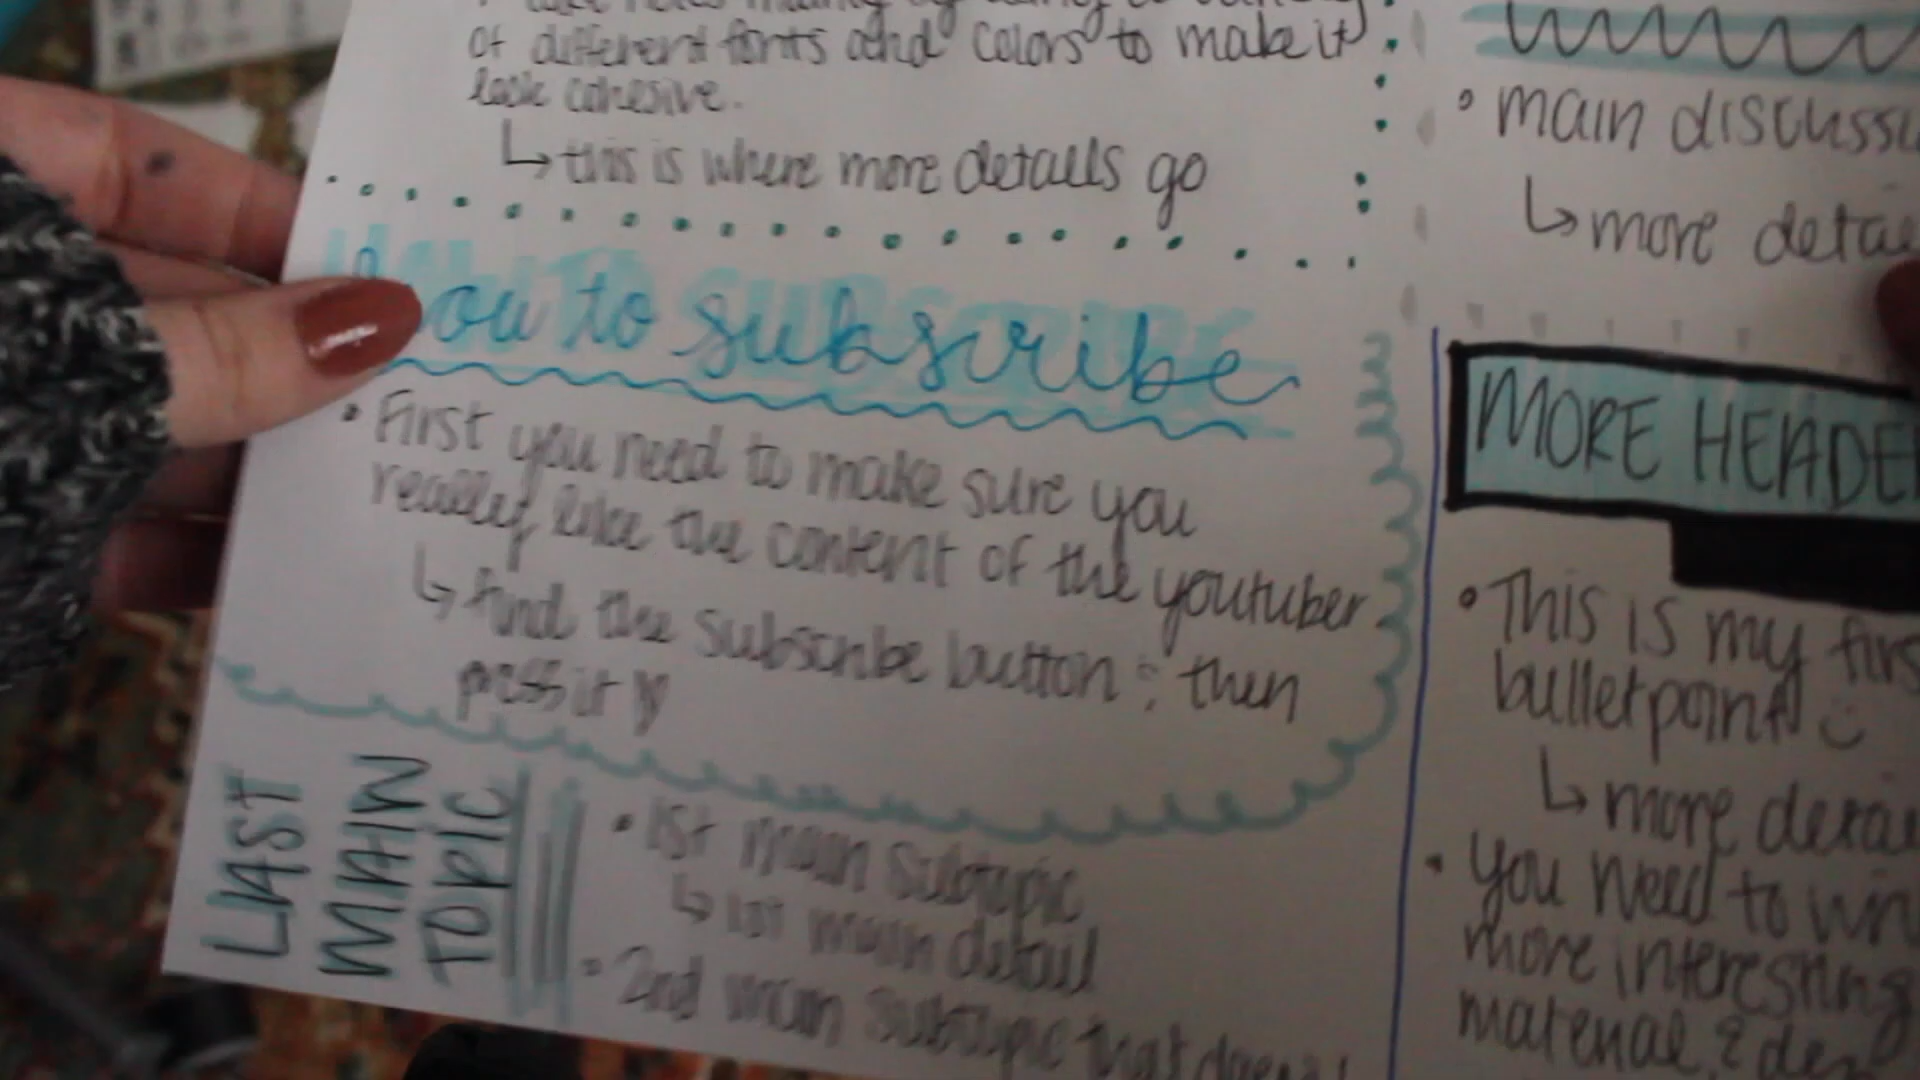 of different fonts and colors to make it
look cohesive.
↳ this is where more details go
How to subscribe
• First you need to make sure you
really like the content of the youtuber
↳ find the subscribe button & then
press it
LAST
MAIN
TOPIC
• 1st main subtopic
↳ 1st main detail
• 2nd main subtopic that doesn't
• main discuss
↳ more detai
MORE HEADE
• This is my firs
bulletpoint
↳ more detai
• You need to
more interesting
material, &